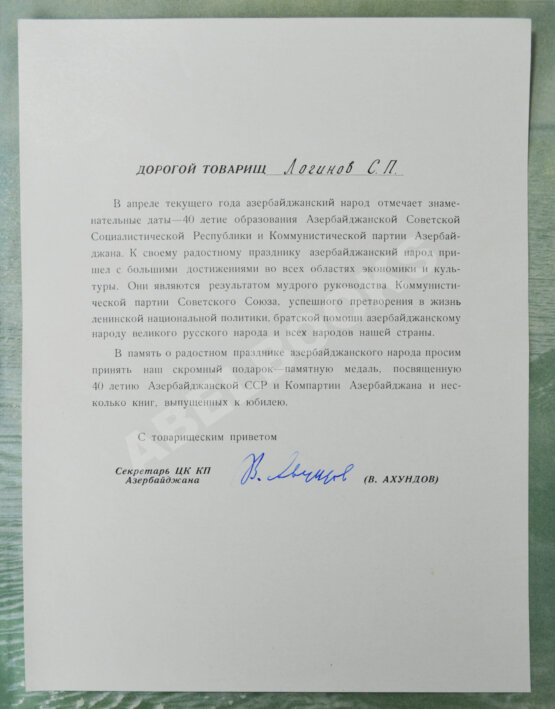 ДОРОГОЙ ТОВАРИЩ Логинов С.П.
В апреле текущего года азербайджанский народ отмечает знаме-
нательные даты—40 летие образования Азербайджанской Советской
Социалистической Республики и Коммунистической партии Азербай-
джана. К своему радостному празднику азербайджанский народ при-
шел с большими достижениями во всех областях экономики и куль-
туры. Они являются результатом мудрого руководства Коммунисти-
ческой партии Советского Союза, успешного претворения в жизнь
ленинской национальной политики, братской помощи азербайджанскому
народу великого русского народа и всех народов нашей страны.
В память о радостном празднике азербайджанского народа просим
принять наш скромный подарок—памятную медаль, посвященную
40 летию Азербайджанской ССР и Компартии Азербайджана и нес-
колько книг, выпущенных к юбилею.
С товарищеским приветом
Секретарь ЦК КП
Азербайджана
В. Ахундов
(В. АХУНДОВ)
ABELBOOKS